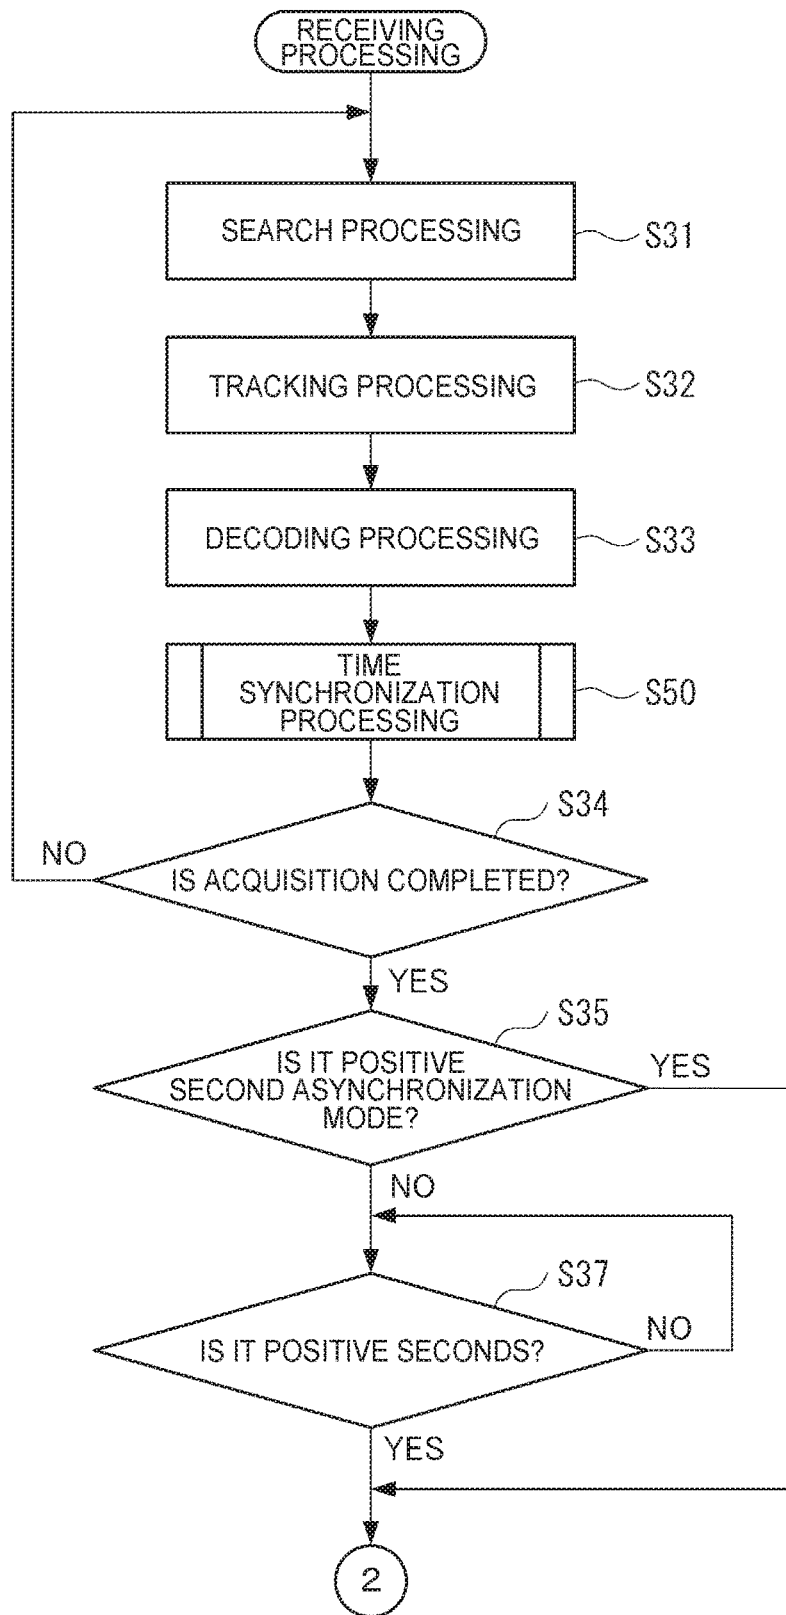 RECEIVING
PROCESSING
SEARCH PROCESSING
S31
TRACKING PROCESSING
S32
DECODING PROCESSING
S33
TIME
SYNCHRONIZATION
PROCESSING
S50
S34
NO
IS ACQUISITION COMPLETED?
YES
S35
IS IT POSITIVE
SECOND ASYNCHRONIZATION
MODE?
YES
NO
S37
IS IT POSITIVE SECONDS?
NO
YES
2